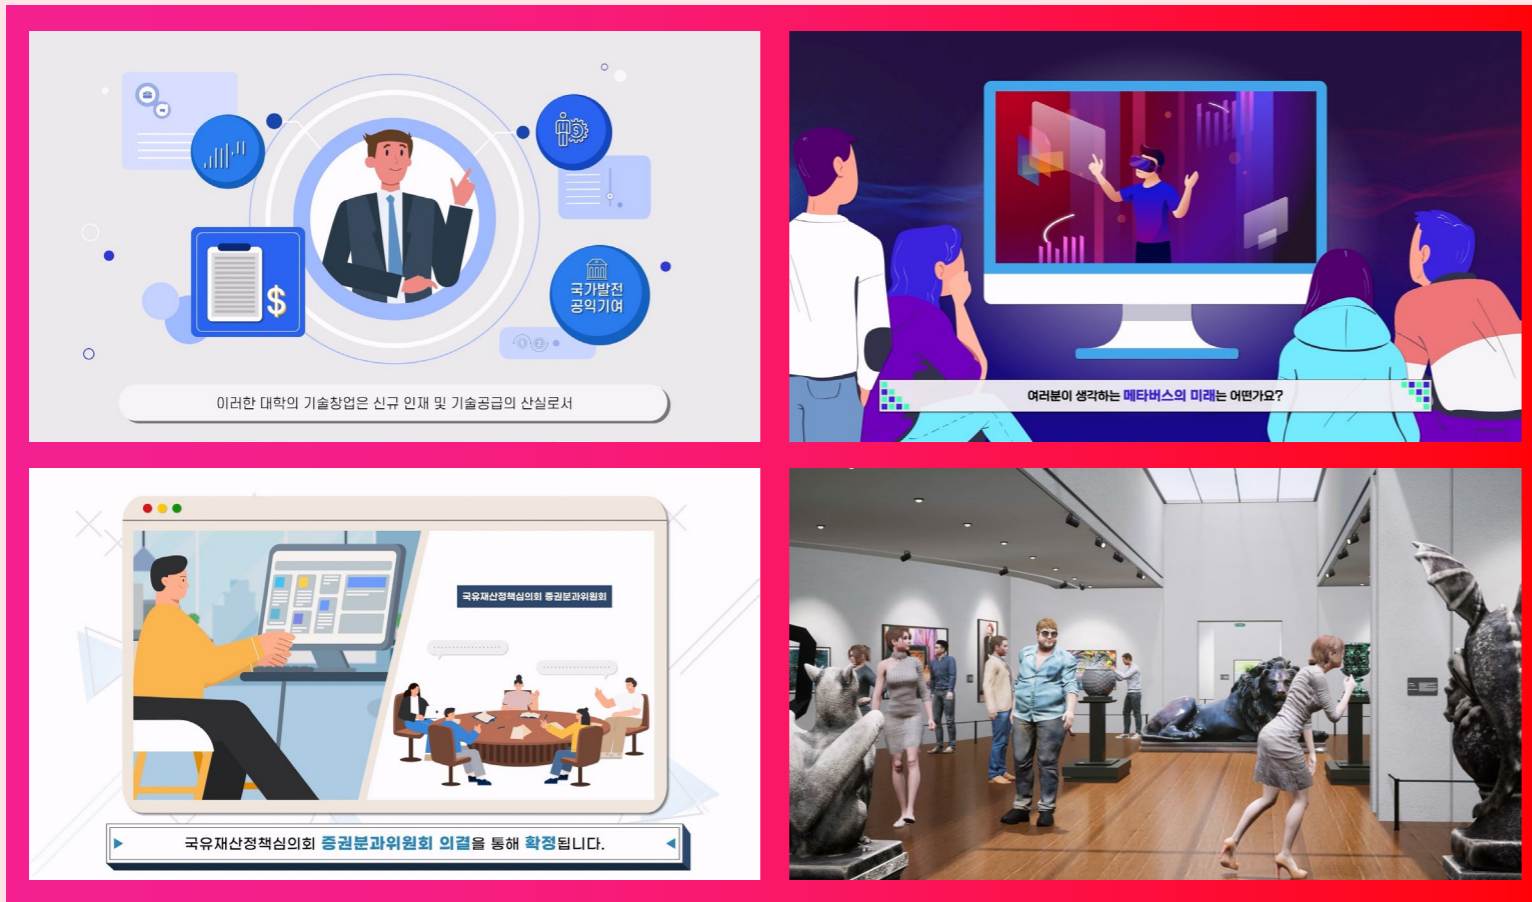 $
국가발전
공익기여
이러한 대학의 기술창업은 신규 인재 및 기술공급의 산실로서
여러분이 생각하는 메타버스의 미래는 어떤가요?
국유재산정책심의회 증권분과위원회
국유재산정책심의회 증권분과위원회 의결을 통해 확정됩니다.